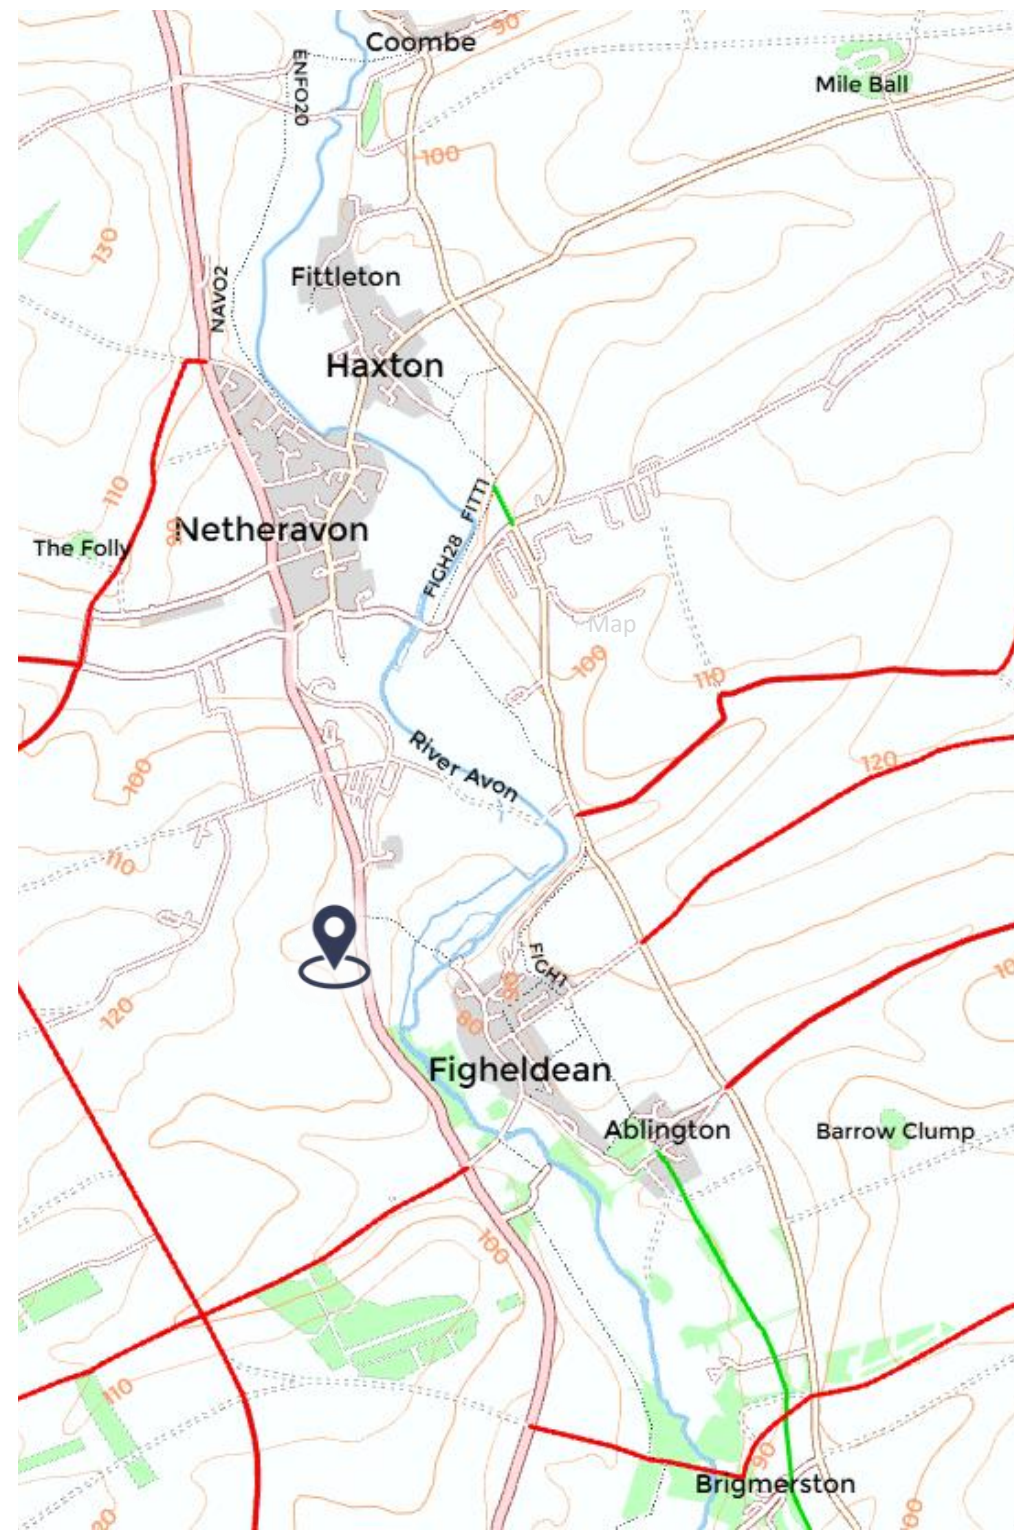 Coombe
90
ENFO20
Mile Ball
100
130
NAVO2
Fittleton
Haxton
110
FITT1
Netheravon
The Folly
FIGH28
Map
100
110
River Avon
120
100
110
FIGH1
120
80
Figheldean
Ablington
Barrow Clump
100
110
90
Brigmerston